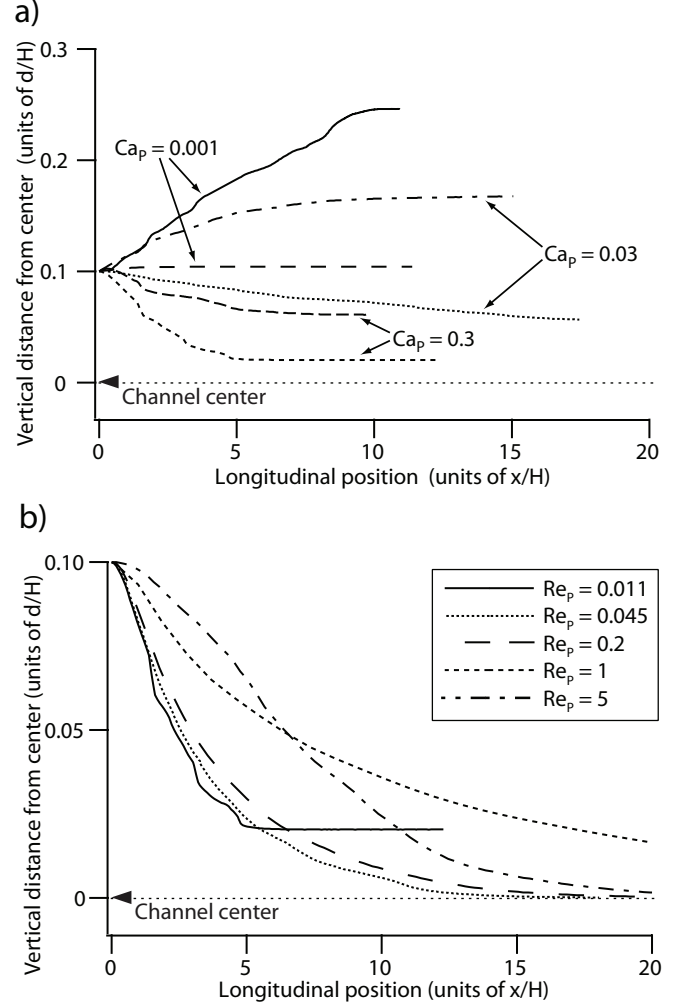 a)
Vertical distance from center (units of d/H)
0.3
0.2
0.1
0
Ca_P = 0.001
Ca_P = 0.03
Ca_P = 0.3
Channel center
0 5 10 15 20
Longitudinal position (units of x/H)
b)
Vertical distance from center (units of d/H)
0.10
0.05
0
Re_P = 0.011
Re_P = 0.045
Re_P = 0.2
Re_P = 1
Re_P = 5
Channel center
0 5 10 15 20
Longitudinal position (units of x/H)